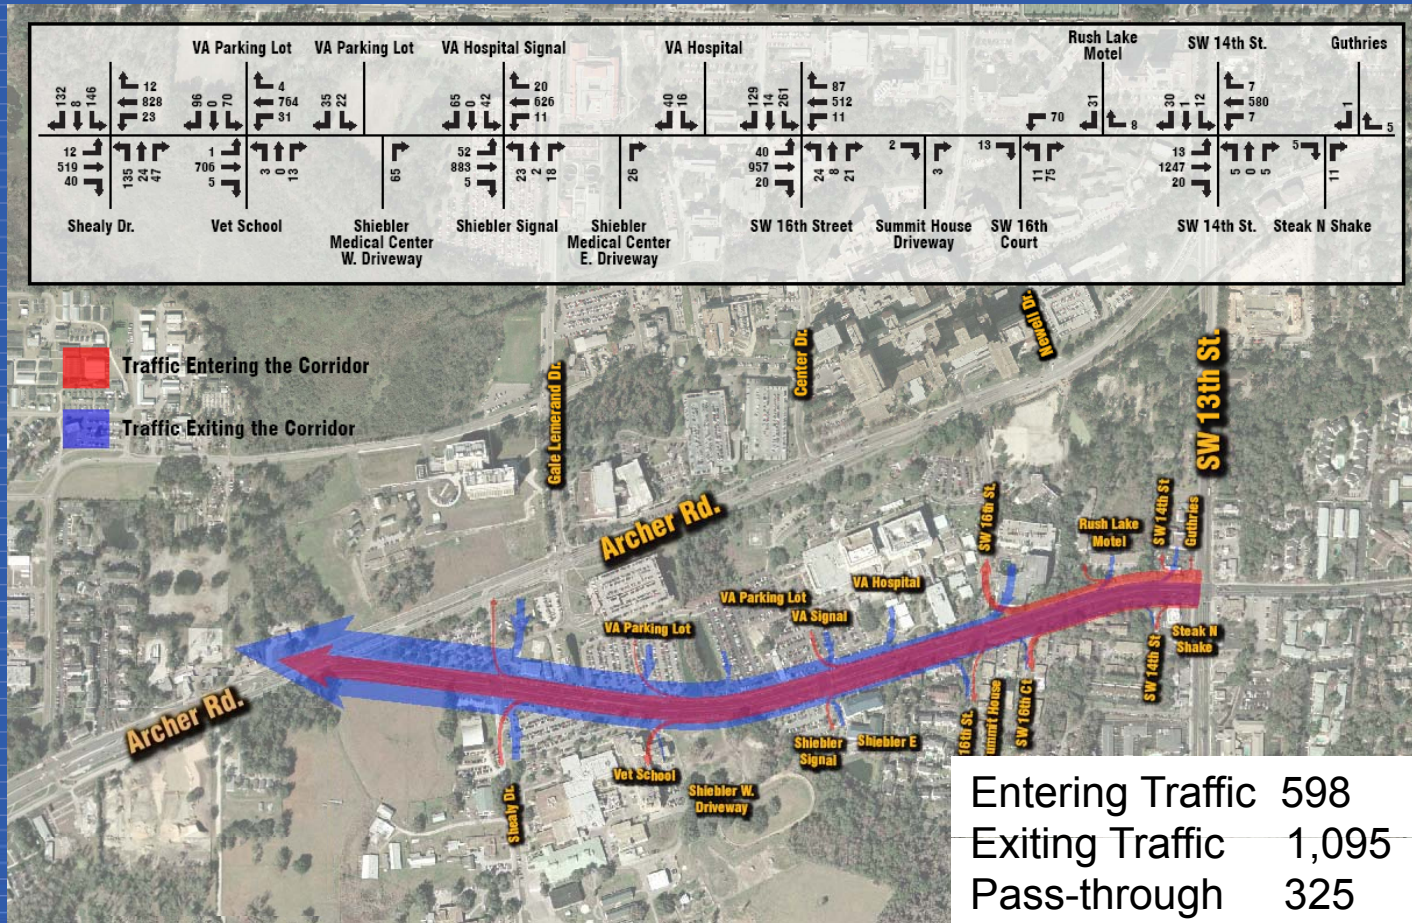 VA Parking Lot VA Parking Lot VA Hospital Signal VA Hospital Rush Lake Motel SW 14th St. Guthries
132 8 146
12
828
23
96 0 70
4
764
31
35 22
65 0 42
20
626
11
40 16
129 14 261
87
512
11
70
31
8
30 1 12
7
580
7
1
5
12
519
40
135 24 47
1
706
5
3 0 13
65
52
883
5
23 2 18
26
40
957
20
24 8 21
2
3
13
11 75
13
1247
20
5 0 5
5
11
Shealy Dr.
Vet School
Shiebler
Medical Center
W. Driveway
Shiebler Signal
Shiebler
Medical Center
E. Driveway
SW 16th Street
Summit House
Driveway
SW 16th
Court
SW 14th St.
Steak N Shake
Traffic Entering the Corridor
Traffic Exiting the Corridor
Gale Lemerand Dr.
Center Dr.
Newell Dr.
SW 13th St.
Archer Rd.
SW 16th St.
Rush Lake
Motel
SW 14th St
Guthries
VA Hospital
VA Parking Lot
VA Signal
VA Parking Lot
Steak N
Shake
SW 14th St
SW 16th Ct
ummit House
16th St.
Archer Rd.
Shiebler
Signal
Shiebler E
Vet School
Shiebler W.
Driveway
Shealy Dr.
Entering Traffic 598
Exiting Traffic 1,095
Pass-through 325